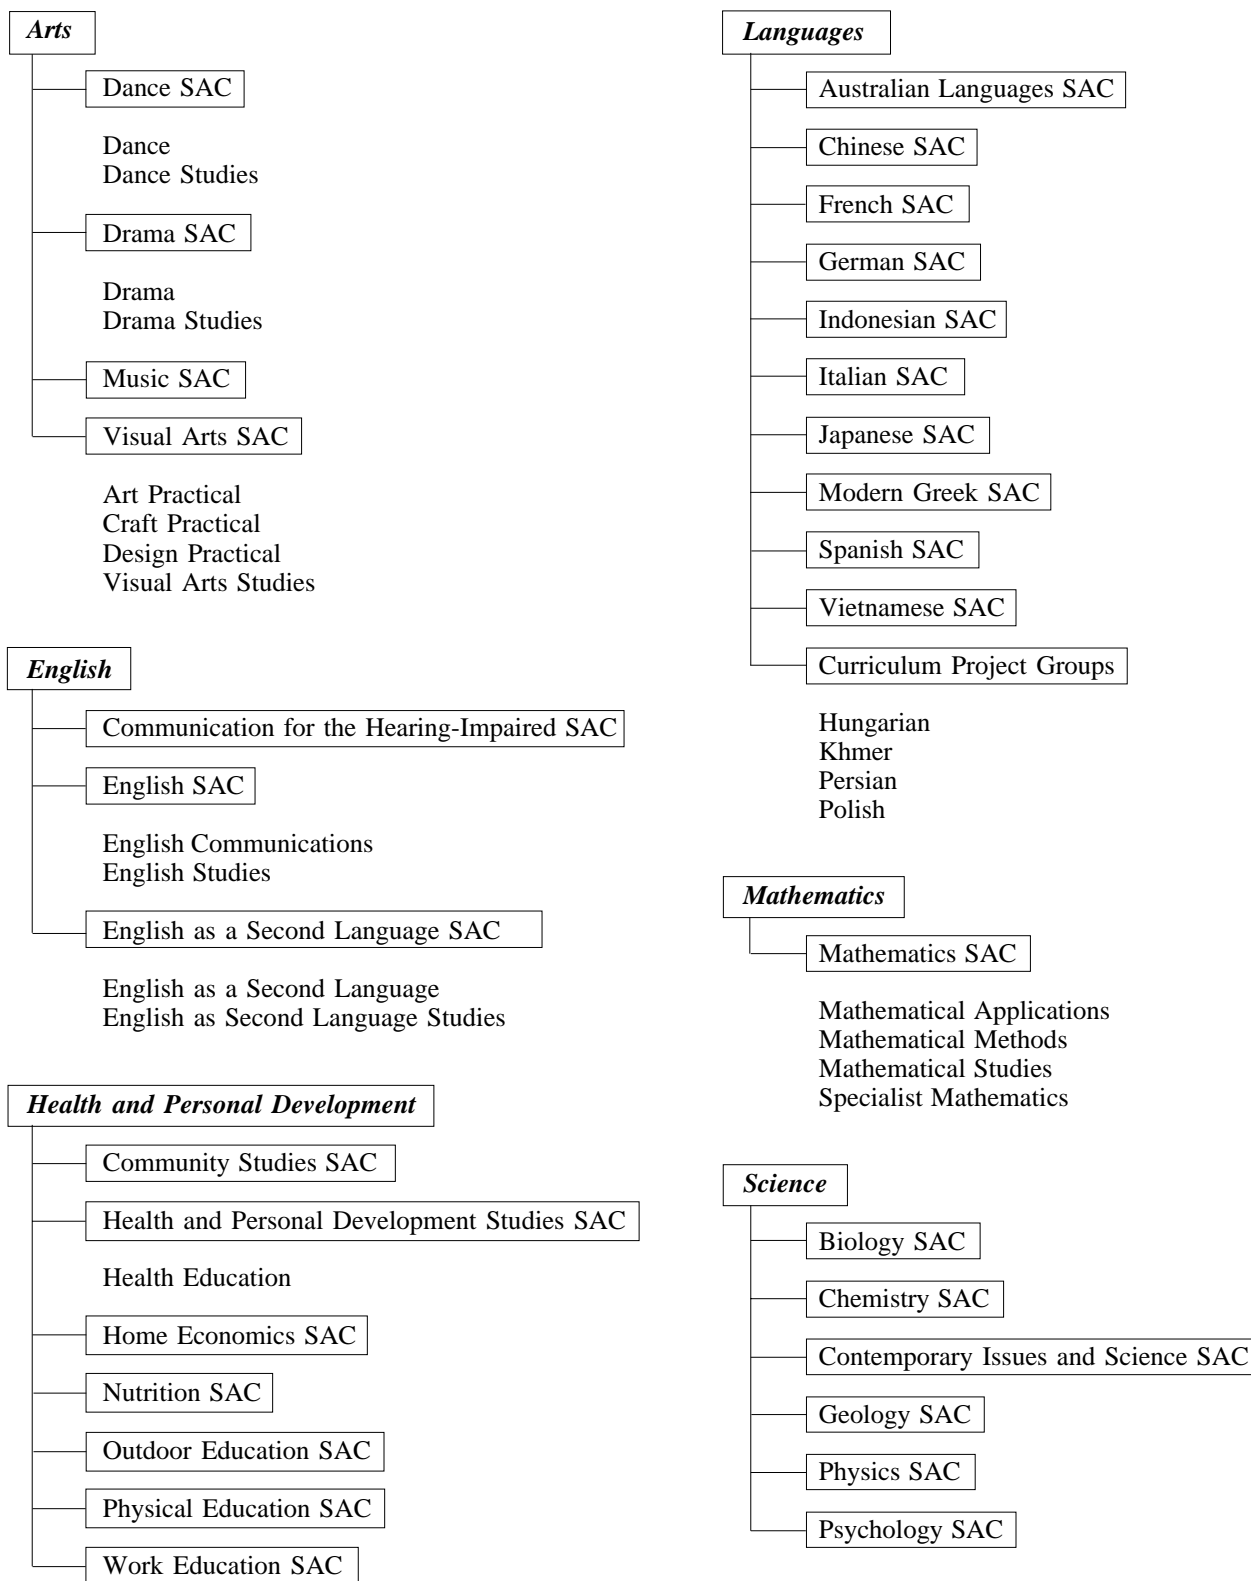 Arts
Dance SAC
Dance
Dance Studies
Drama SAC
Drama
Drama Studies
Music SAC
Visual Arts SAC
Art Practical
Craft Practical
Design Practical
Visual Arts Studies
English
Communication for the Hearing-Impaired SAC
English SAC
English Communications
English Studies
English as a Second Language SAC
English as a Second Language
English as Second Language Studies
Health and Personal Development
Community Studies SAC
Health and Personal Development Studies SAC
Health Education
Home Economics SAC
Nutrition SAC
Outdoor Education SAC
Physical Education SAC
Work Education SAC
Languages
Australian Languages SAC
Chinese SAC
French SAC
German SAC
Indonesian SAC
Italian SAC
Japanese SAC
Modern Greek SAC
Spanish SAC
Vietnamese SAC
Curriculum Project Groups
Hungarian
Khmer
Persian
Polish
Mathematics
Mathematics SAC
Mathematical Applications
Mathematical Methods
Mathematical Studies
Specialist Mathematics
Science
Biology SAC
Chemistry SAC
Contemporary Issues and Science SAC
Geology SAC
Physics SAC
Psychology SAC